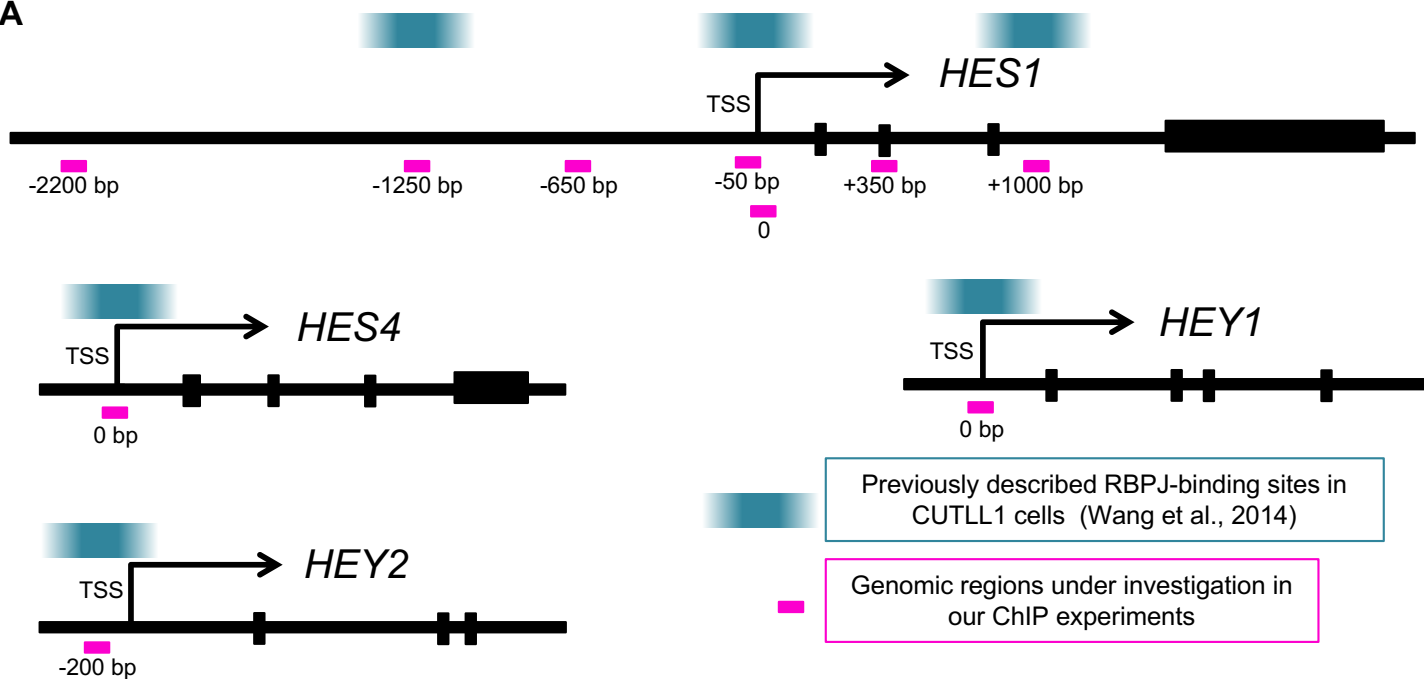 A
HES1
TSS
-2200 bp
-1250 bp
-650 bp
-50 bp
+350 bp
+1000 bp
0
HES4
TSS
0 bp
HEY1
TSS
0 bp
HEY2
TSS
-200 bp
Previously described RBPJ-binding sites in
CUTLL1 cells (Wang et al., 2014)
Genomic regions under investigation in
our ChIP experiments